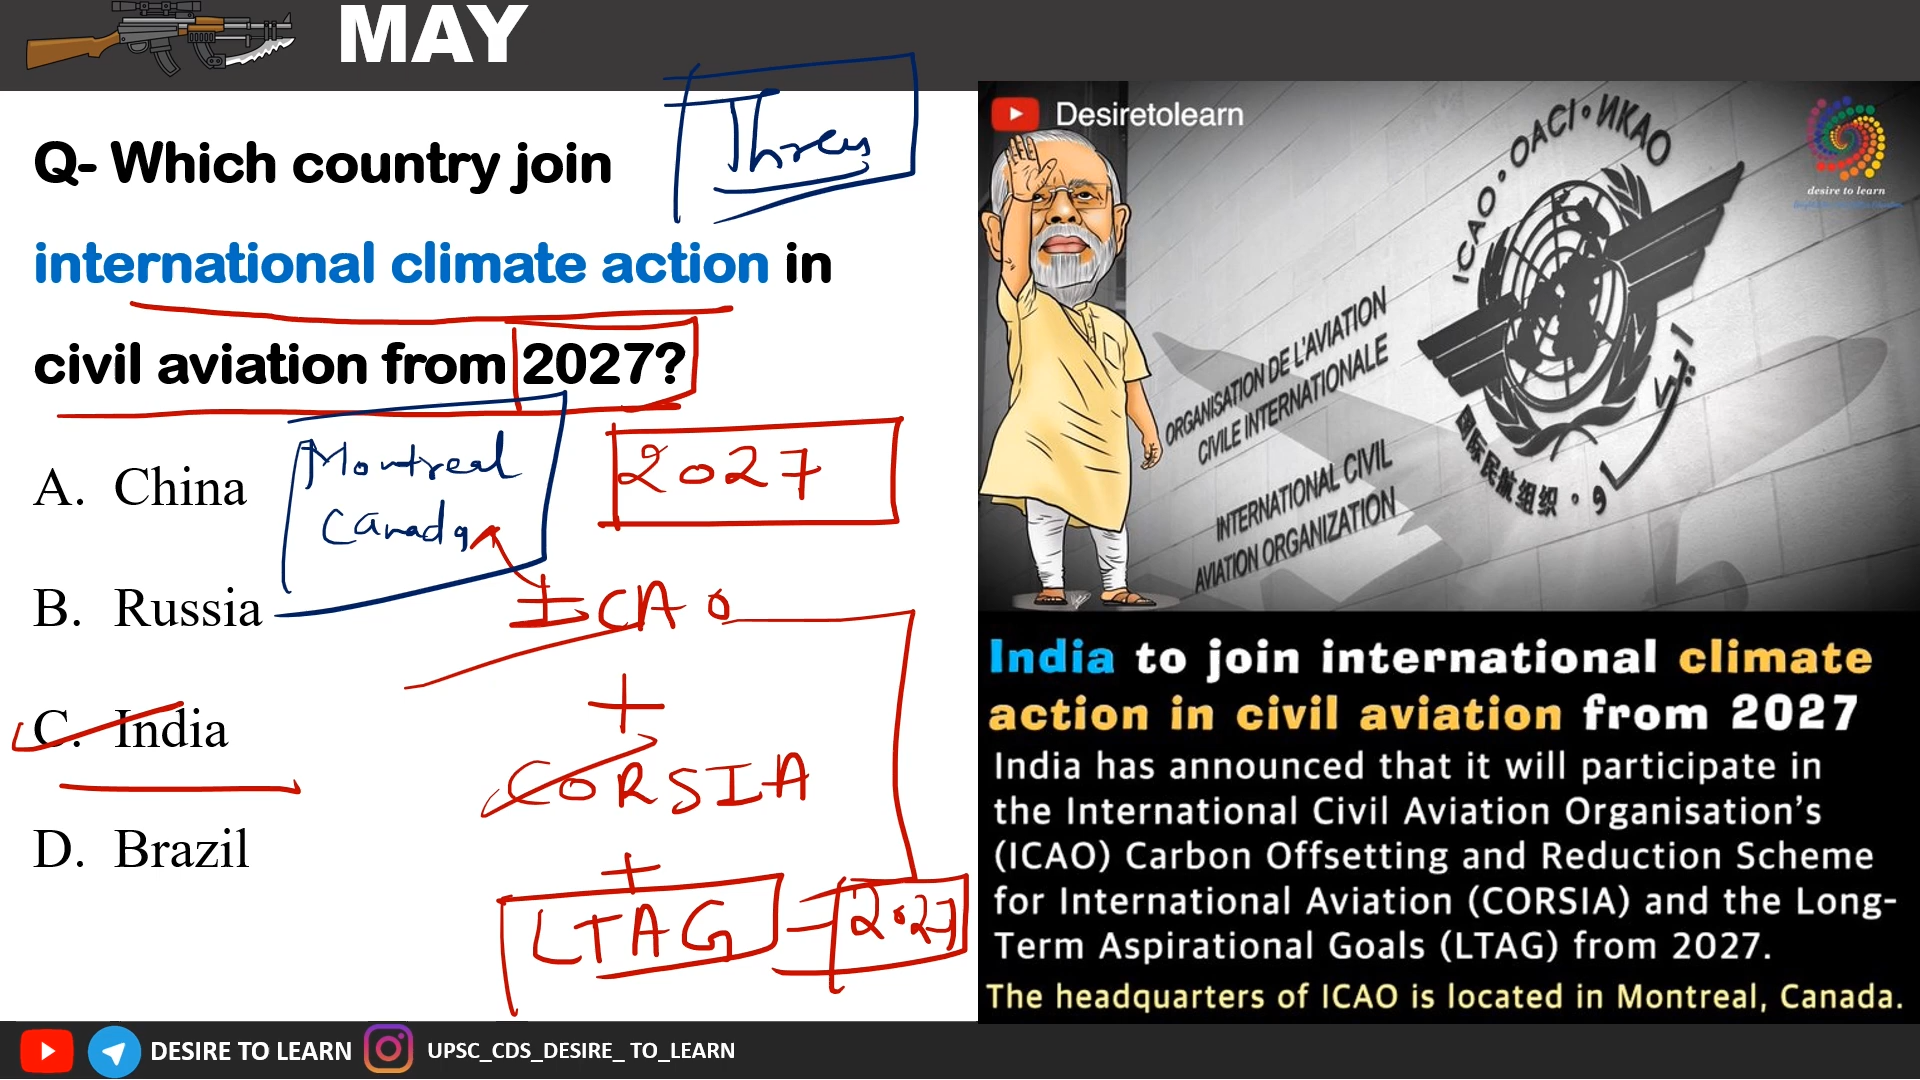 MAY
Q- Which country join
international climate action in
civil aviation from 2027?
A. China
B. Russia
C. India
D. Brazil
Montreal
Canada
2027
ICAO
+
CORSIA
+
LTAG = 2027
Desiretolearn
desire to learn
ICAO • OACI • ИКАО
ORGANISATION DE L'AVIATION
CIVILE INTERNATIONALE
INTERNATIONAL CIVIL
AVIATION ORGANIZATION
国际民航组织
India to join international climate
action in civil aviation from 2027
India has announced that it will participate in
the International Civil Aviation Organisation's
(ICAO) Carbon Offsetting and Reduction Scheme
for International Aviation (CORSIA) and the Long-
Term Aspirational Goals (LTAG) from 2027.
The headquarters of ICAO is located in Montreal, Canada.
DESIRE TO LEARN
UPSC_CDS_DESIRE_ TO_LEARN